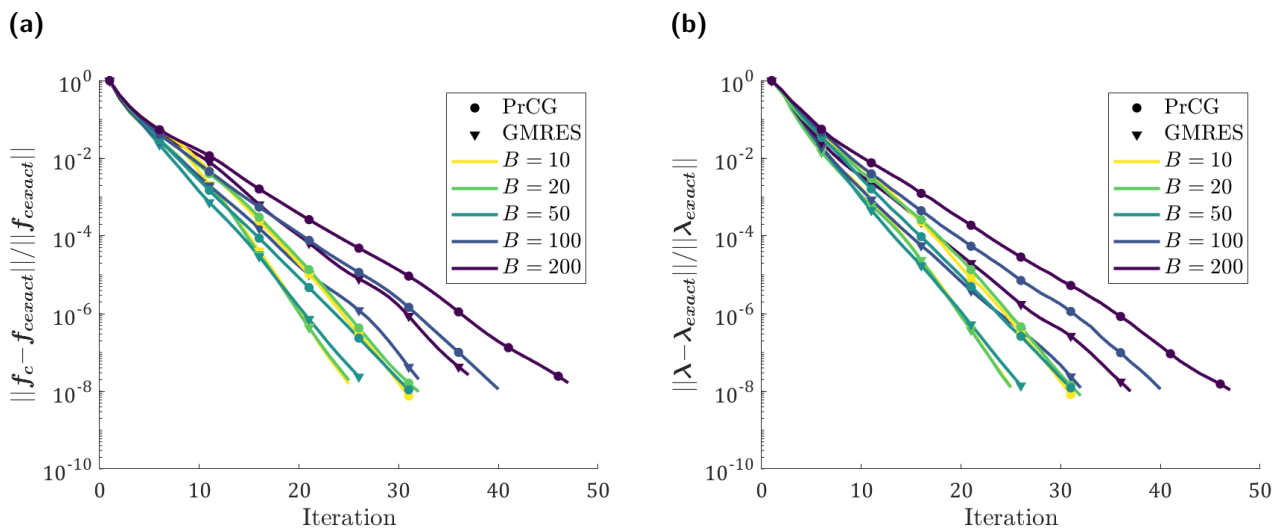 (a)
||f_c − f_cexact||/||f_cexact||
10^0
10^-2
10^-4
10^-6
10^-8
10^-10
0 10 20 30 40 50
Iteration
PrCG
GMRES
B = 10
B = 20
B = 50
B = 100
B = 200
(b)
||λ − λ_exact||/||λ_exact||
10^0
10^-2
10^-4
10^-6
10^-8
10^-10
0 10 20 30 40 50
Iteration
PrCG
GMRES
B = 10
B = 20
B = 50
B = 100
B = 200